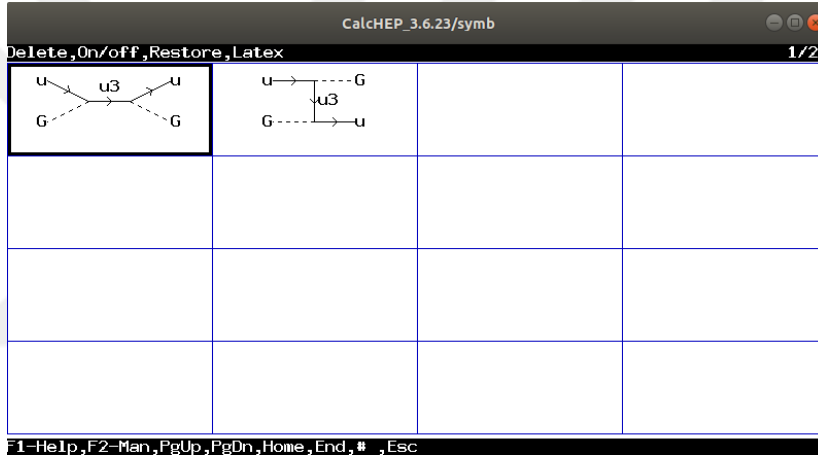 CalcHEP_3.6.23/symb
Delete,On/off,Restore,Latex 1/2
u u3 u
G G
u G
u3
G u
F1-Help,F2-Man,PgUp,PgDn,Home,End,# ,Esc